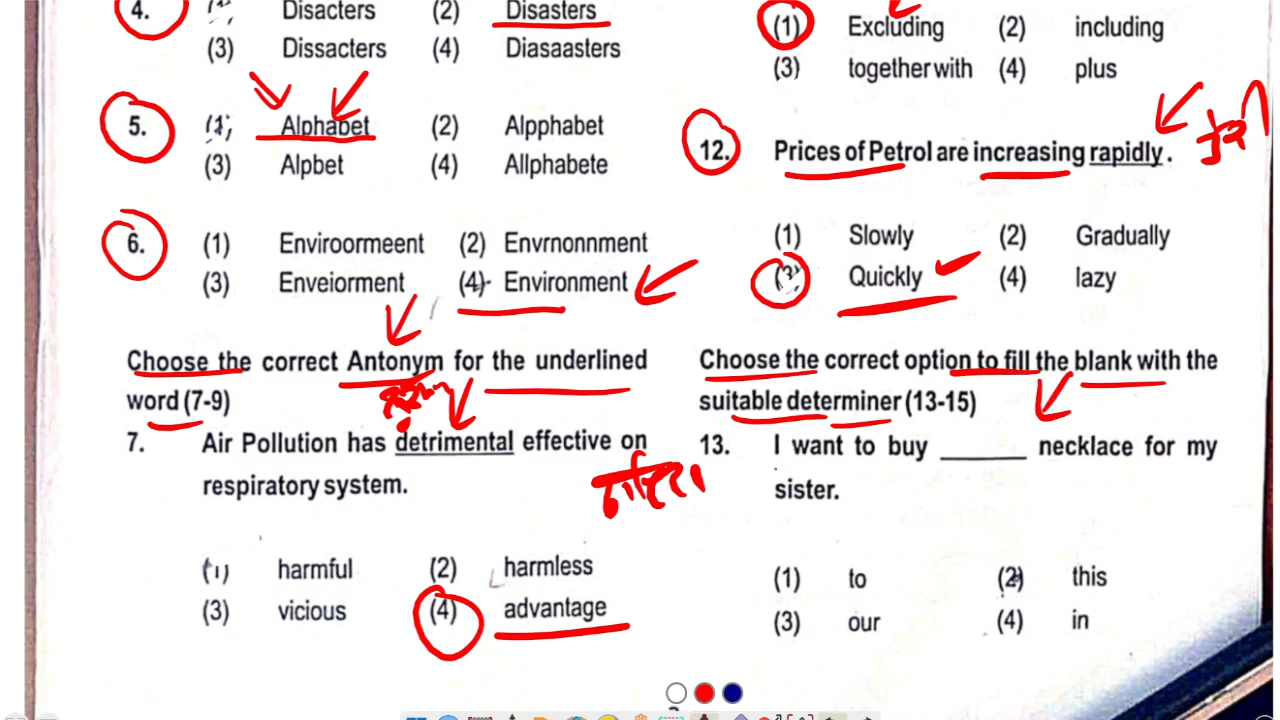 4. Disacters (2) Disasters
(3) Dissacters (4) Diasaasters
5. (1) Alphabet (2) Alpphabet
(3) Alpbet (4) Allphabete
6. (1) Enviroormeent (2) Envrnonnment
(3) Enveiorment (4) Environment
Choose the correct Antonym for the underlined
word (7-9)
7. Air Pollution has detrimental effective on
respiratory system.
(1) harmful (2) harmless
(3) vicious (4) advantage
(1) Excluding (2) including
(3) together with (4) plus
12. Prices of Petrol are increasing rapidly.
(1) Slowly (2) Gradually
(3) Quickly (4) lazy
Choose the correct option to fill the blank with the
suitable determiner (13-15)
13. I want to buy ______ necklace for my
sister.
(1) to (2) this
(3) our (4) in